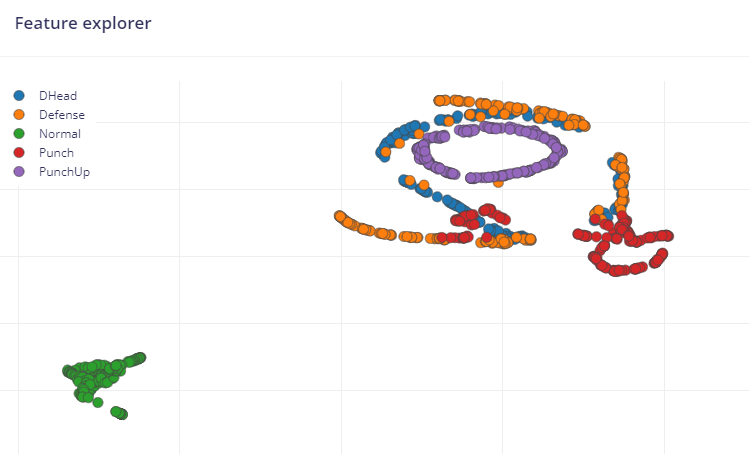 Feature explorer
DHead
Defense
Normal
Punch
PunchUp